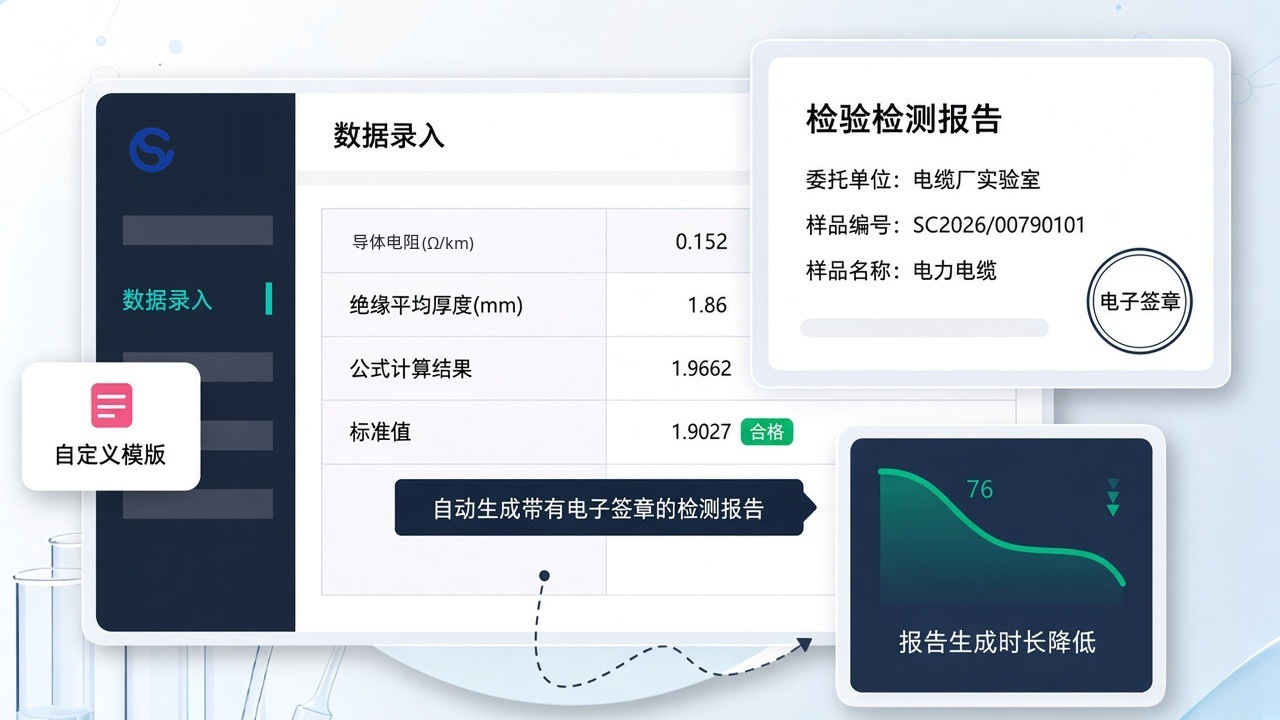 数据录入
数据录入
导体电阻(Ω/km)
0.152
绝缘平均厚度(mm)
1.86
公式计算结果
1.9662
标准值
1.9027
合格
自动生成带有电子签章的检测报告
自定义模版
检验检测报告
委托单位：电缆厂实验室
样品编号：SC2026/00790101
样品名称：电力电缆
电子签章
76
报告生成时长降低